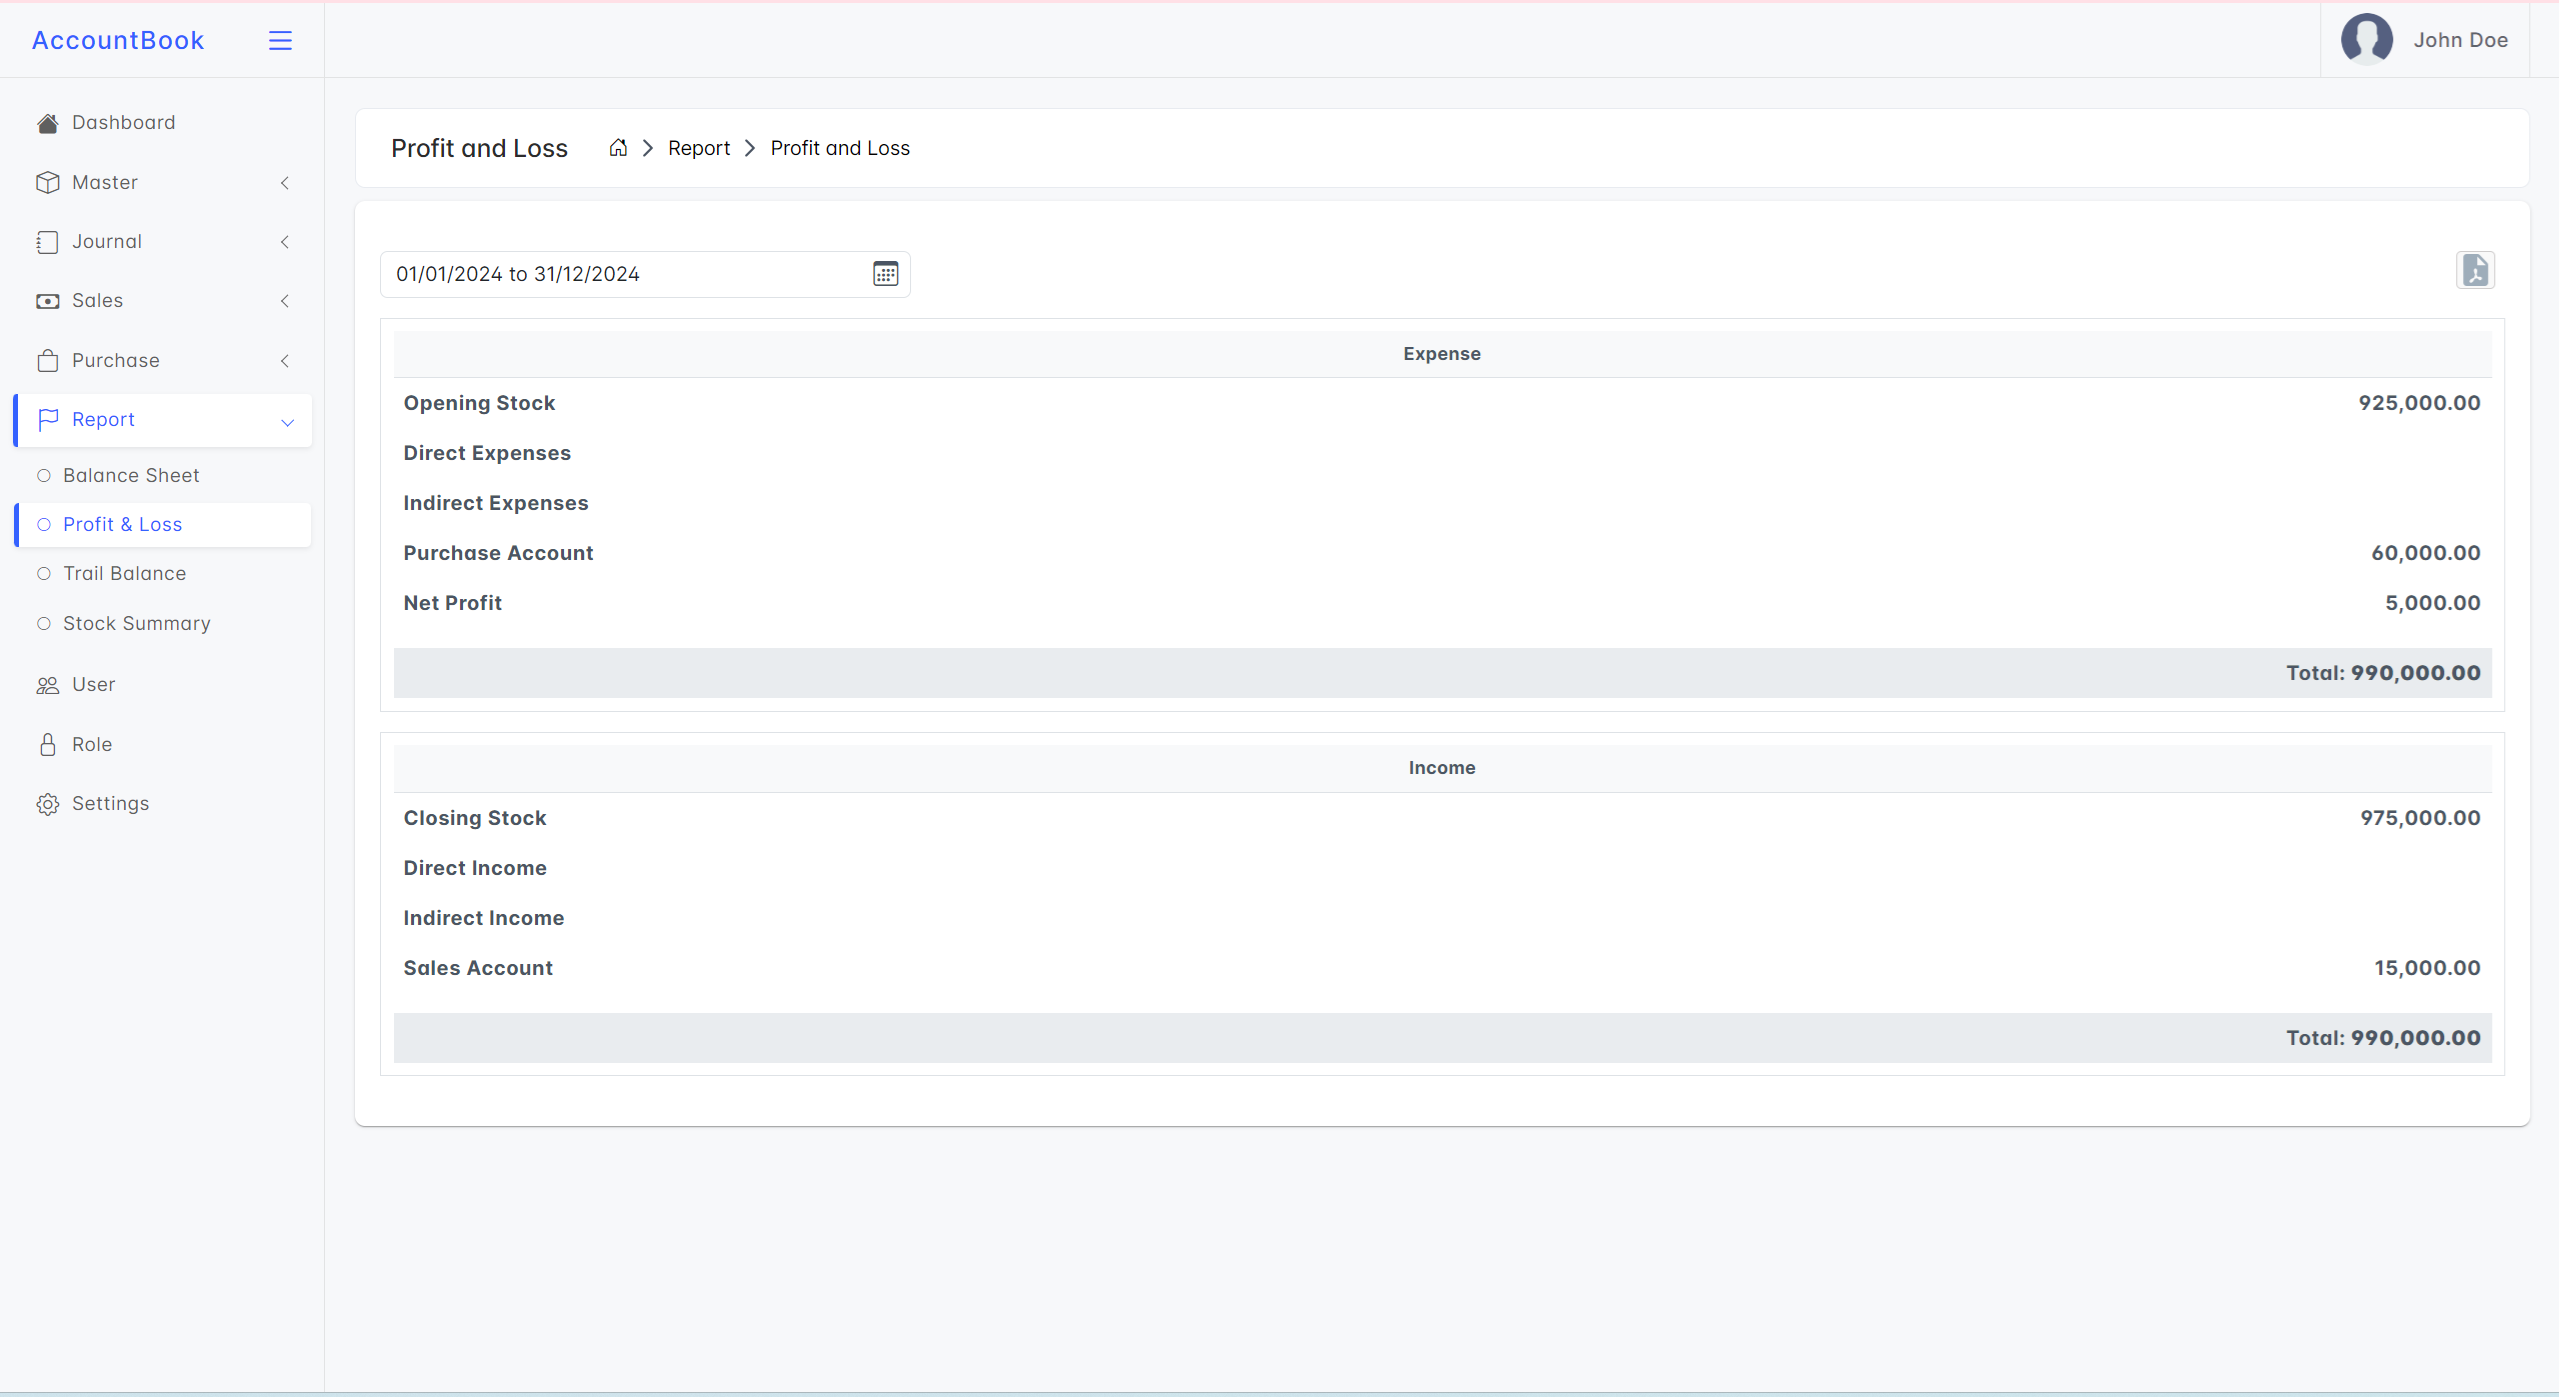 AccountBook
John Doe
Dashboard
Master
Journal
Sales
Purchase
Report
Balance Sheet
Profit & Loss
Trail Balance
Stock Summary
User
Role
Settings
Profit and Loss Report Profit and Loss
01/01/2024 to 31/12/2024
Expense
Opening Stock 925,000.00
Direct Expenses
Indirect Expenses
Purchase Account 60,000.00
Net Profit 5,000.00
Total: 990,000.00
Income
Closing Stock 975,000.00
Direct Income
Indirect Income
Sales Account 15,000.00
Total: 990,000.00